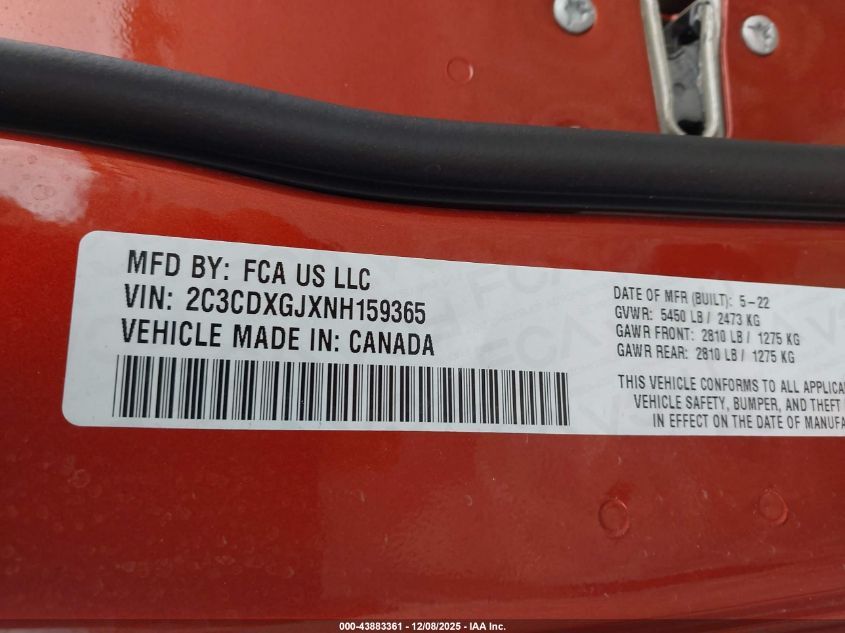 MFD BY: FCA US LLC
VIN: 2C3CDXGJXNH159365
VEHICLE MADE IN: CANADA
DATE OF MFR (BUILT): 5-22
GVWR: 5450 LB / 2473 KG
GAWR FRONT: 2810 LB / 1275 KG
GAWR REAR: 2810 LB / 1275 KG
THIS VEHICLE CONFORMS TO ALL
VEHICLE SAFETY, BUMPER, AND THEFT
IN EFFECT ON THE DATE OF
000-43883361 - 12/08/2025 - IAA Inc.